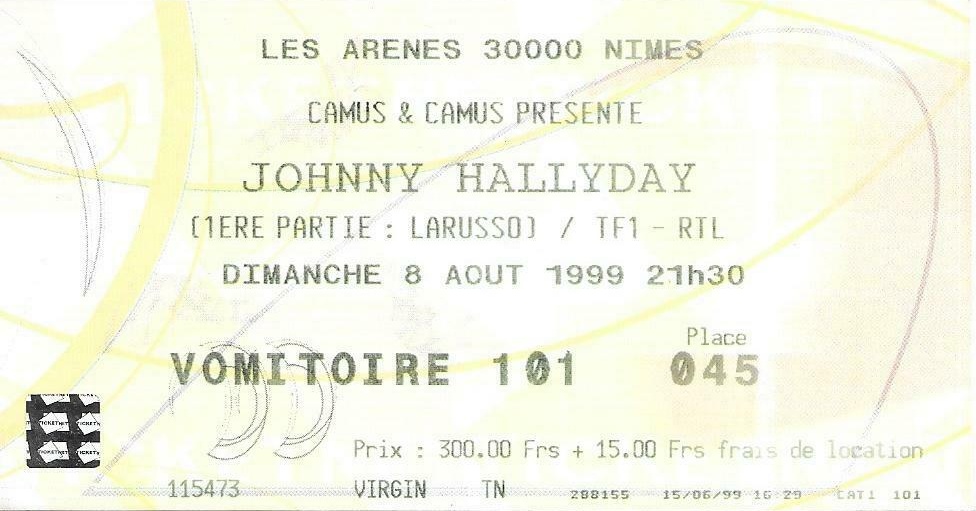 LES ARENES 30000 NIMES
CAMUS & CAMUS PRESENTE
JOHNNY HALLYDAY
(1ERE PARTIE : LARUSSO) / TF1 - RTL
DIMANCHE 8 AOUT 1999 21h30
Place
VOMITOIRE 101 045
Prix : 300.00 Frs + 15.00 Frs frais de location
115473 VIRGIN TN 288155 15/06/99 16 29 CAT1 101